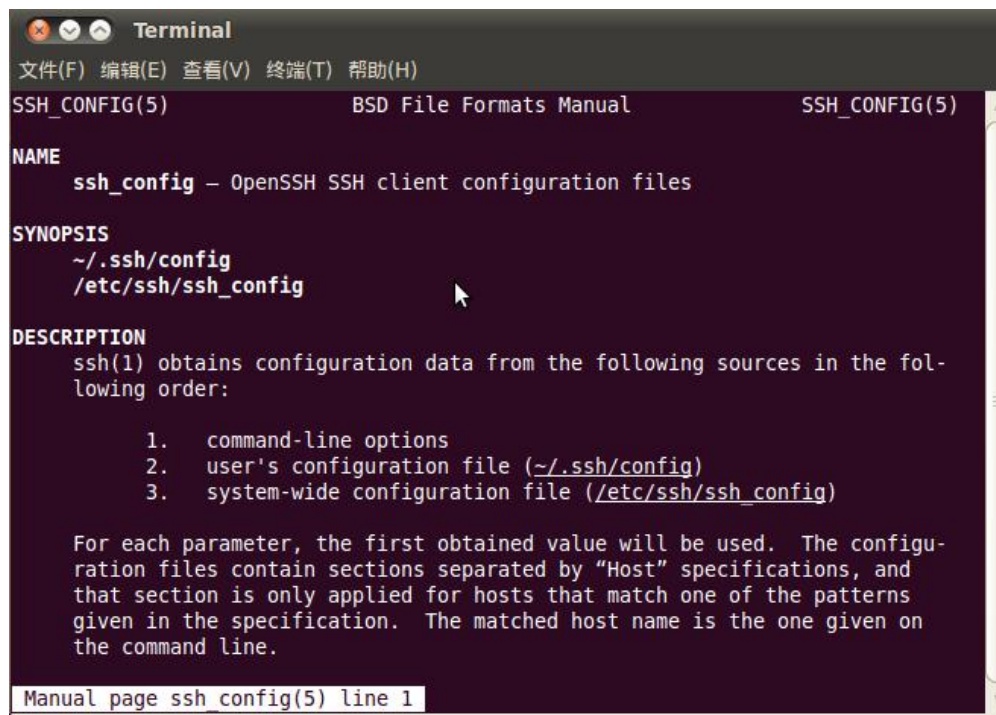 Terminal
文件(F) 编辑(E) 查看(V) 终端(T) 帮助(H)
SSH_CONFIG(5) BSD File Formats Manual SSH_CONFIG(5)
NAME
ssh_config — OpenSSH SSH client configuration files
SYNOPSIS
~/.ssh/config
/etc/ssh/ssh_config
DESCRIPTION
ssh(1) obtains configuration data from the following sources in the fol-
lowing order:
1. command-line options
2. user's configuration file (~/.ssh/config)
3. system-wide configuration file (/etc/ssh/ssh_config)
For each parameter, the first obtained value will be used. The configu-
ration files contain sections separated by “Host” specifications, and
that section is only applied for hosts that match one of the patterns
given in the specification. The matched host name is the one given on
the command line.
Manual page ssh_config(5) line 1